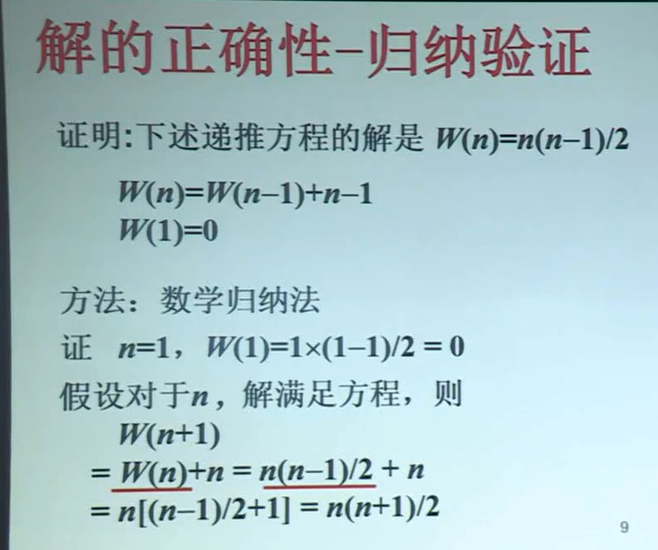 解的正确性-归纳验证
证明:下述递推方程的解是 W(n)=n(n–1)/2
W(n)=W(n–1)+n–1
W(1)=0
方法：数学归纳法
证 n=1，W(1)=1×(1–1)/2 = 0
假设对于n，解满足方程，则
W(n+1)
= W(n)+n = n(n–1)/2 + n
= n[(n–1)/2+1] = n(n+1)/2
9